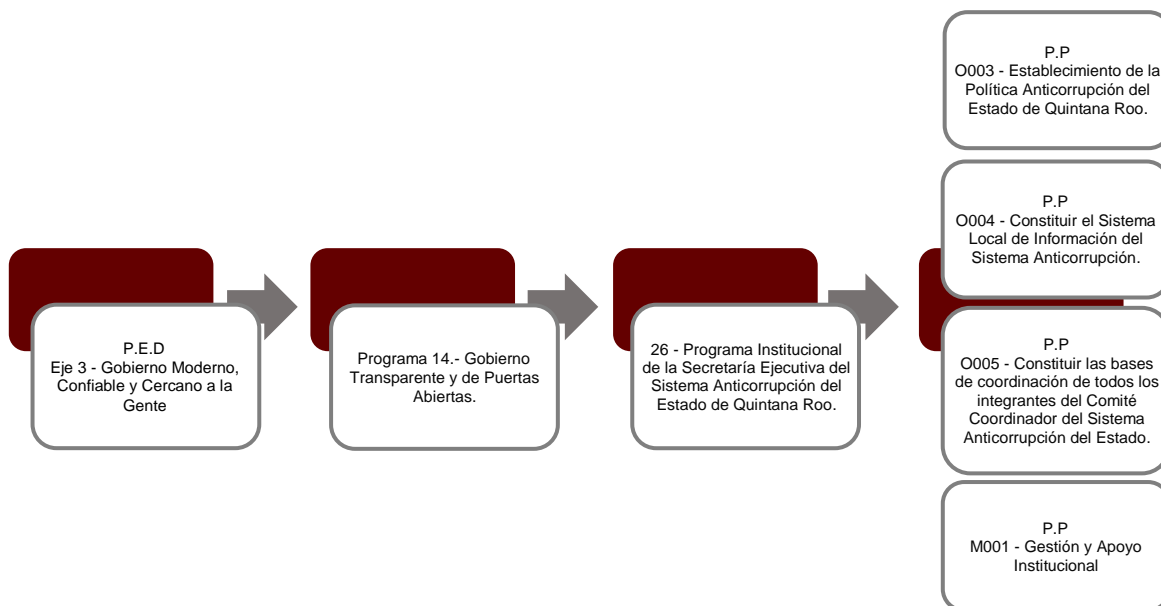 P.E.D
Eje 3 - Gobierno Moderno,
Confiable y Cercano a la
Gente
Programa 14.- Gobierno
Transparente y de Puertas
Abiertas.
26 - Programa Institucional
de la Secretaría Ejecutiva del
Sistema Anticorrupción del
Estado de Quintana Roo.
P.P
O003 - Establecimiento de la
Política Anticorrupción del
Estado de Quintana Roo.
P.P
O004 - Constituir el Sistema
Local de Información del
Sistema Anticorrupción.
P.P
O005 - Constituir las bases
de coordinación de todos los
integrantes del Comité
Coordinador del Sistema
Anticorrupción del Estado.
P.P
M001 - Gestión y Apoyo
Institucional